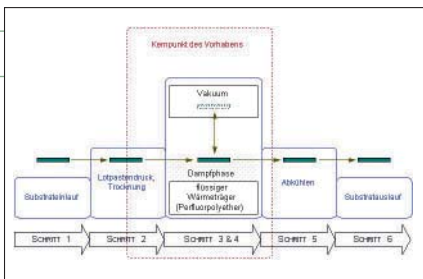 Kernpunkt des Vorhabens
Vakuum
Lotpastendruck,
Trocknung
Dampfphase
Abkühlen
Substrateinlauf
flüssiger
Wärmeträger
(Perfluorpolyether)
Substratauslauf
SCHRITT 1
SCHRITT 2
SCHRITT 3 & 4
SCHRITT 5
SCHRITT 6